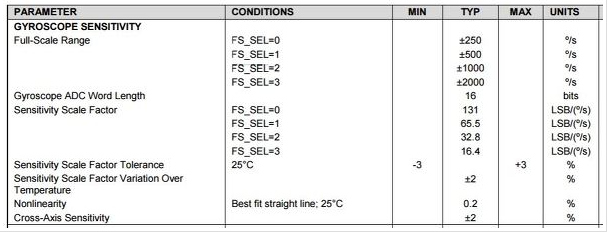 PARAMETER CONDITIONS MIN TYP MAX UNITS
GYROSCOPE SENSITIVITY
Full-Scale Range FS_SEL=0 ±250 º/s
FS_SEL=1 ±500 º/s
FS_SEL=2 ±1000 º/s
FS_SEL=3 ±2000 º/s
Gyroscope ADC Word Length 16 bits
Sensitivity Scale Factor FS_SEL=0 131 LSB/(º/s)
FS_SEL=1 65.5 LSB/(º/s)
FS_SEL=2 32.8 LSB/(º/s)
FS_SEL=3 16.4 LSB/(º/s)
Sensitivity Scale Factor Tolerance 25°C -3 +3 %
Sensitivity Scale Factor Variation Over ±2 %
Temperature
Nonlinearity Best fit straight line; 25°C 0.2 %
Cross-Axis Sensitivity ±2 %